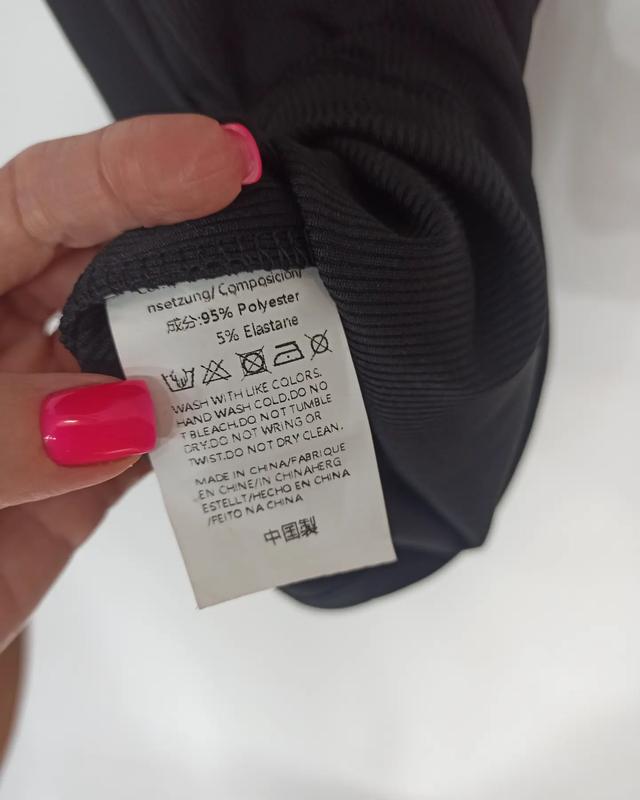 nsetzung/ Composición/
成分:95% Polyester
5% Elastane
WASH WITH LIKE COLORS.
HAND WASH COLD.DO NO
T BLEACH.DO NOT TUMBLE
DRY.DO NOT WRING OR
TWIST.DO NOT DRY CLEAN.
MADE IN CHINA/FABRIQUE
EN CHINE/IN CHINAHERG
ESTELLT/HECHO EN CHINA
/FEITO NA CHINA
中国製